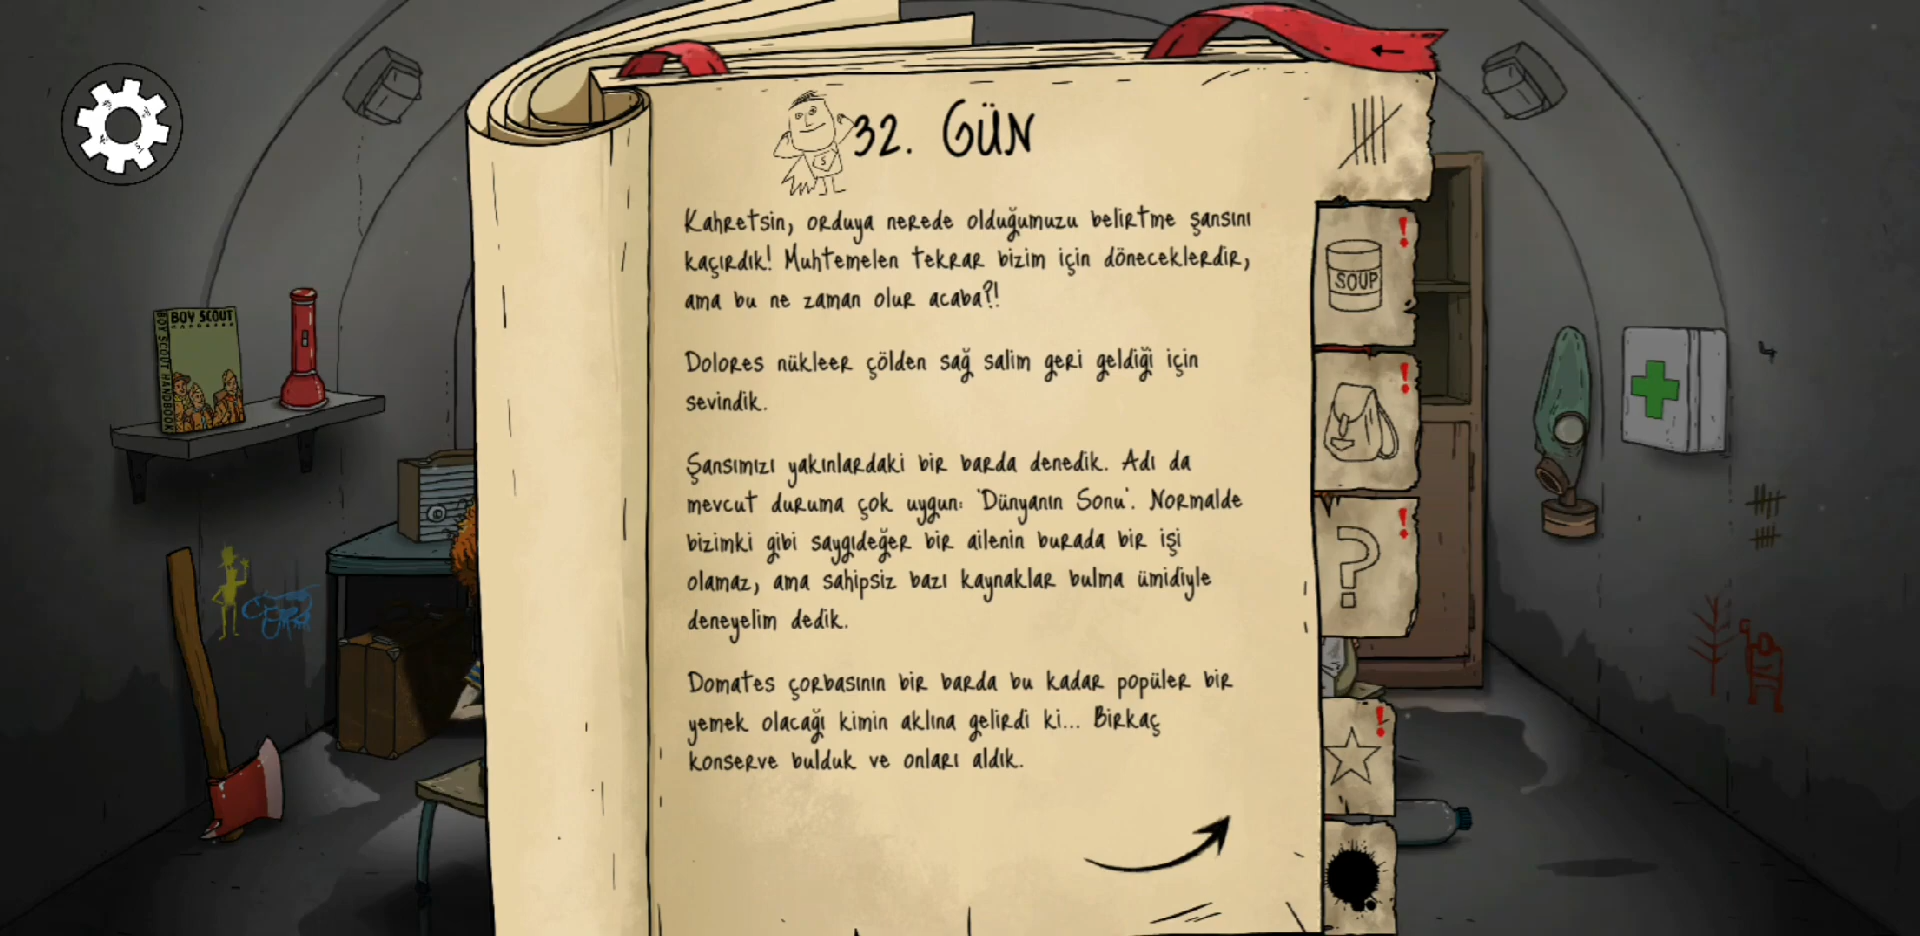 32. GÜN
Kahretsin, orduya nerede olduğumuzu belirtme şansını
kaçırdık! Muhtemelen tekrar bizim için döneceklerdir,
ama bu ne zaman olur acaba?!
Dolores nükleer çölden sağ salim geri geldiği için
sevindik.
Şansımızı yakınlardaki bir barda denedik. Adı da
mevcut duruma çok uygun: 'Dünyanın Sonu'. Normalde
bizimki gibi saygıdeğer bir ailenin burada bir işi
olamaz, ama sahipsiz bazı kaynaklar bulma ümidiyle
deneyelim dedik.
Domates çorbasının bir barda bu kadar popüler bir
yemek olacağı kimin aklına gelirdi ki... Birkaç
konserve bulduk ve onları aldık.
S
!
SOUP
!
!
?
!
BOY SCOUT
BOY SCOUT HANDBOOK